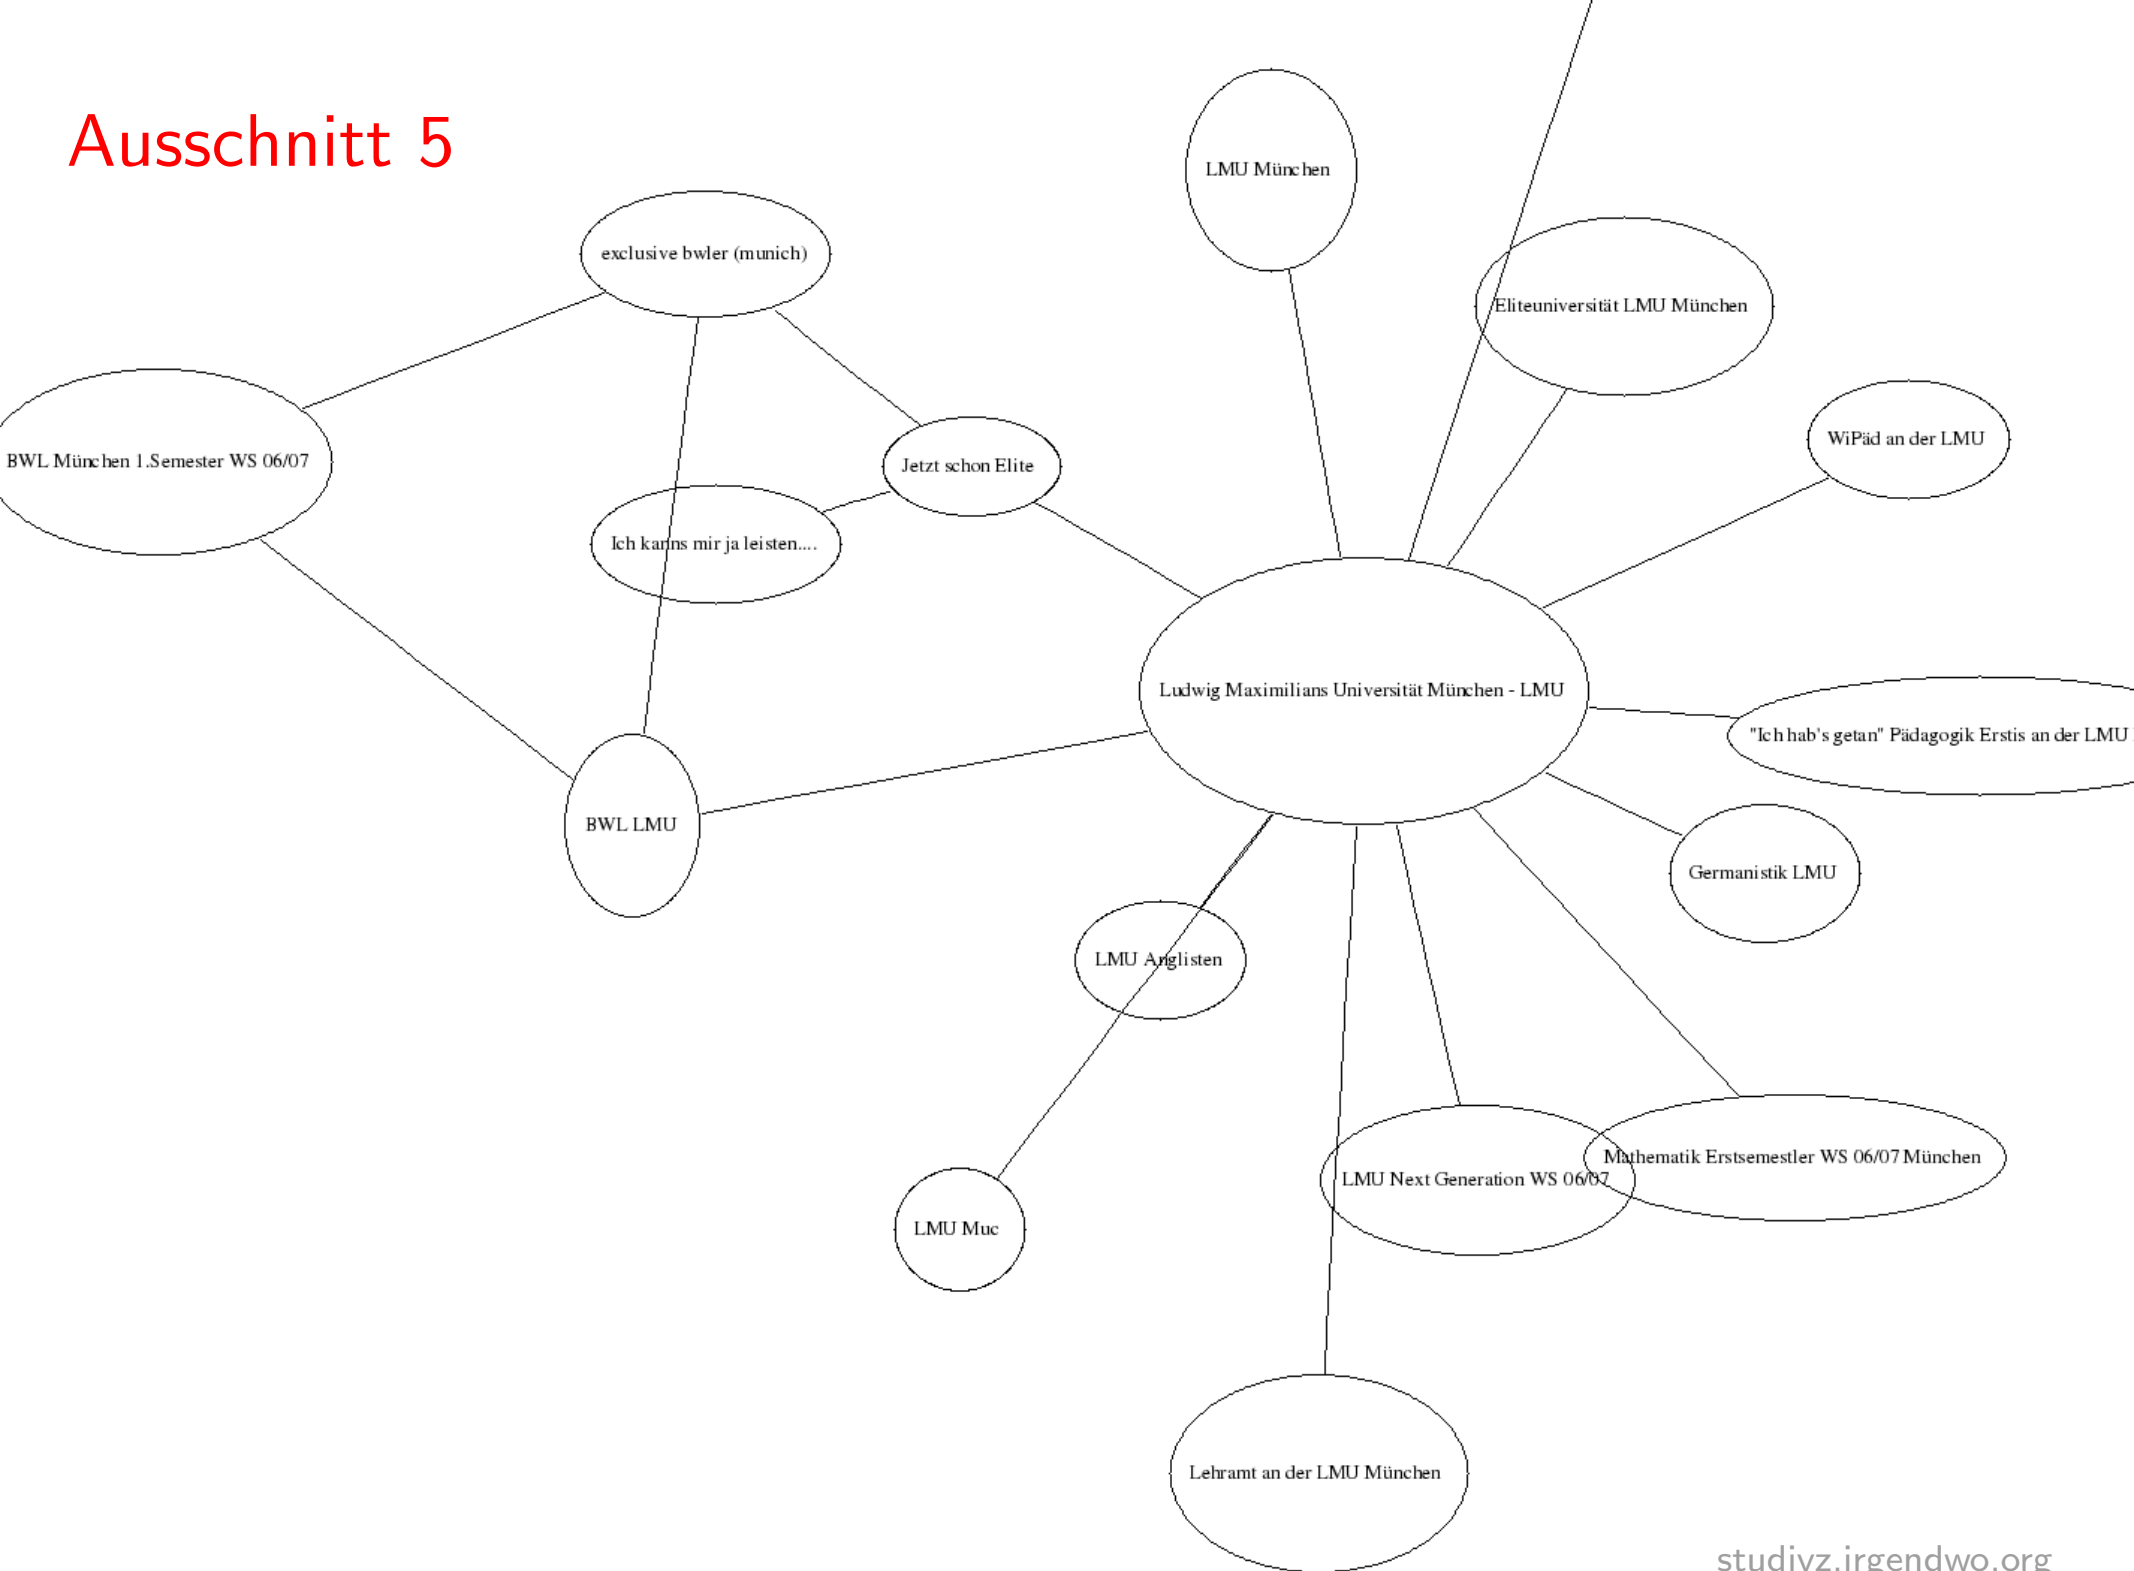 Ausschnitt 5
LMU München
exclusive bwler (munich)
Eliteuniversität LMU München
WiPäd an der LMU
BWL München 1.Semester WS 06/07
Jetzt schon Elite
Ich kanns mir ja leisten....
Ludwig Maximilians Universität München - LMU
"Ich hab's getan" Pädagogik Erstis an der LMU
BWL LMU
Germanistik LMU
LMU Anglisten
Mathematik Erstsemestler WS 06/07 München
LMU Next Generation WS 06/07
LMU Muc
Lehramt an der LMU München
studivz.irgendwo.org